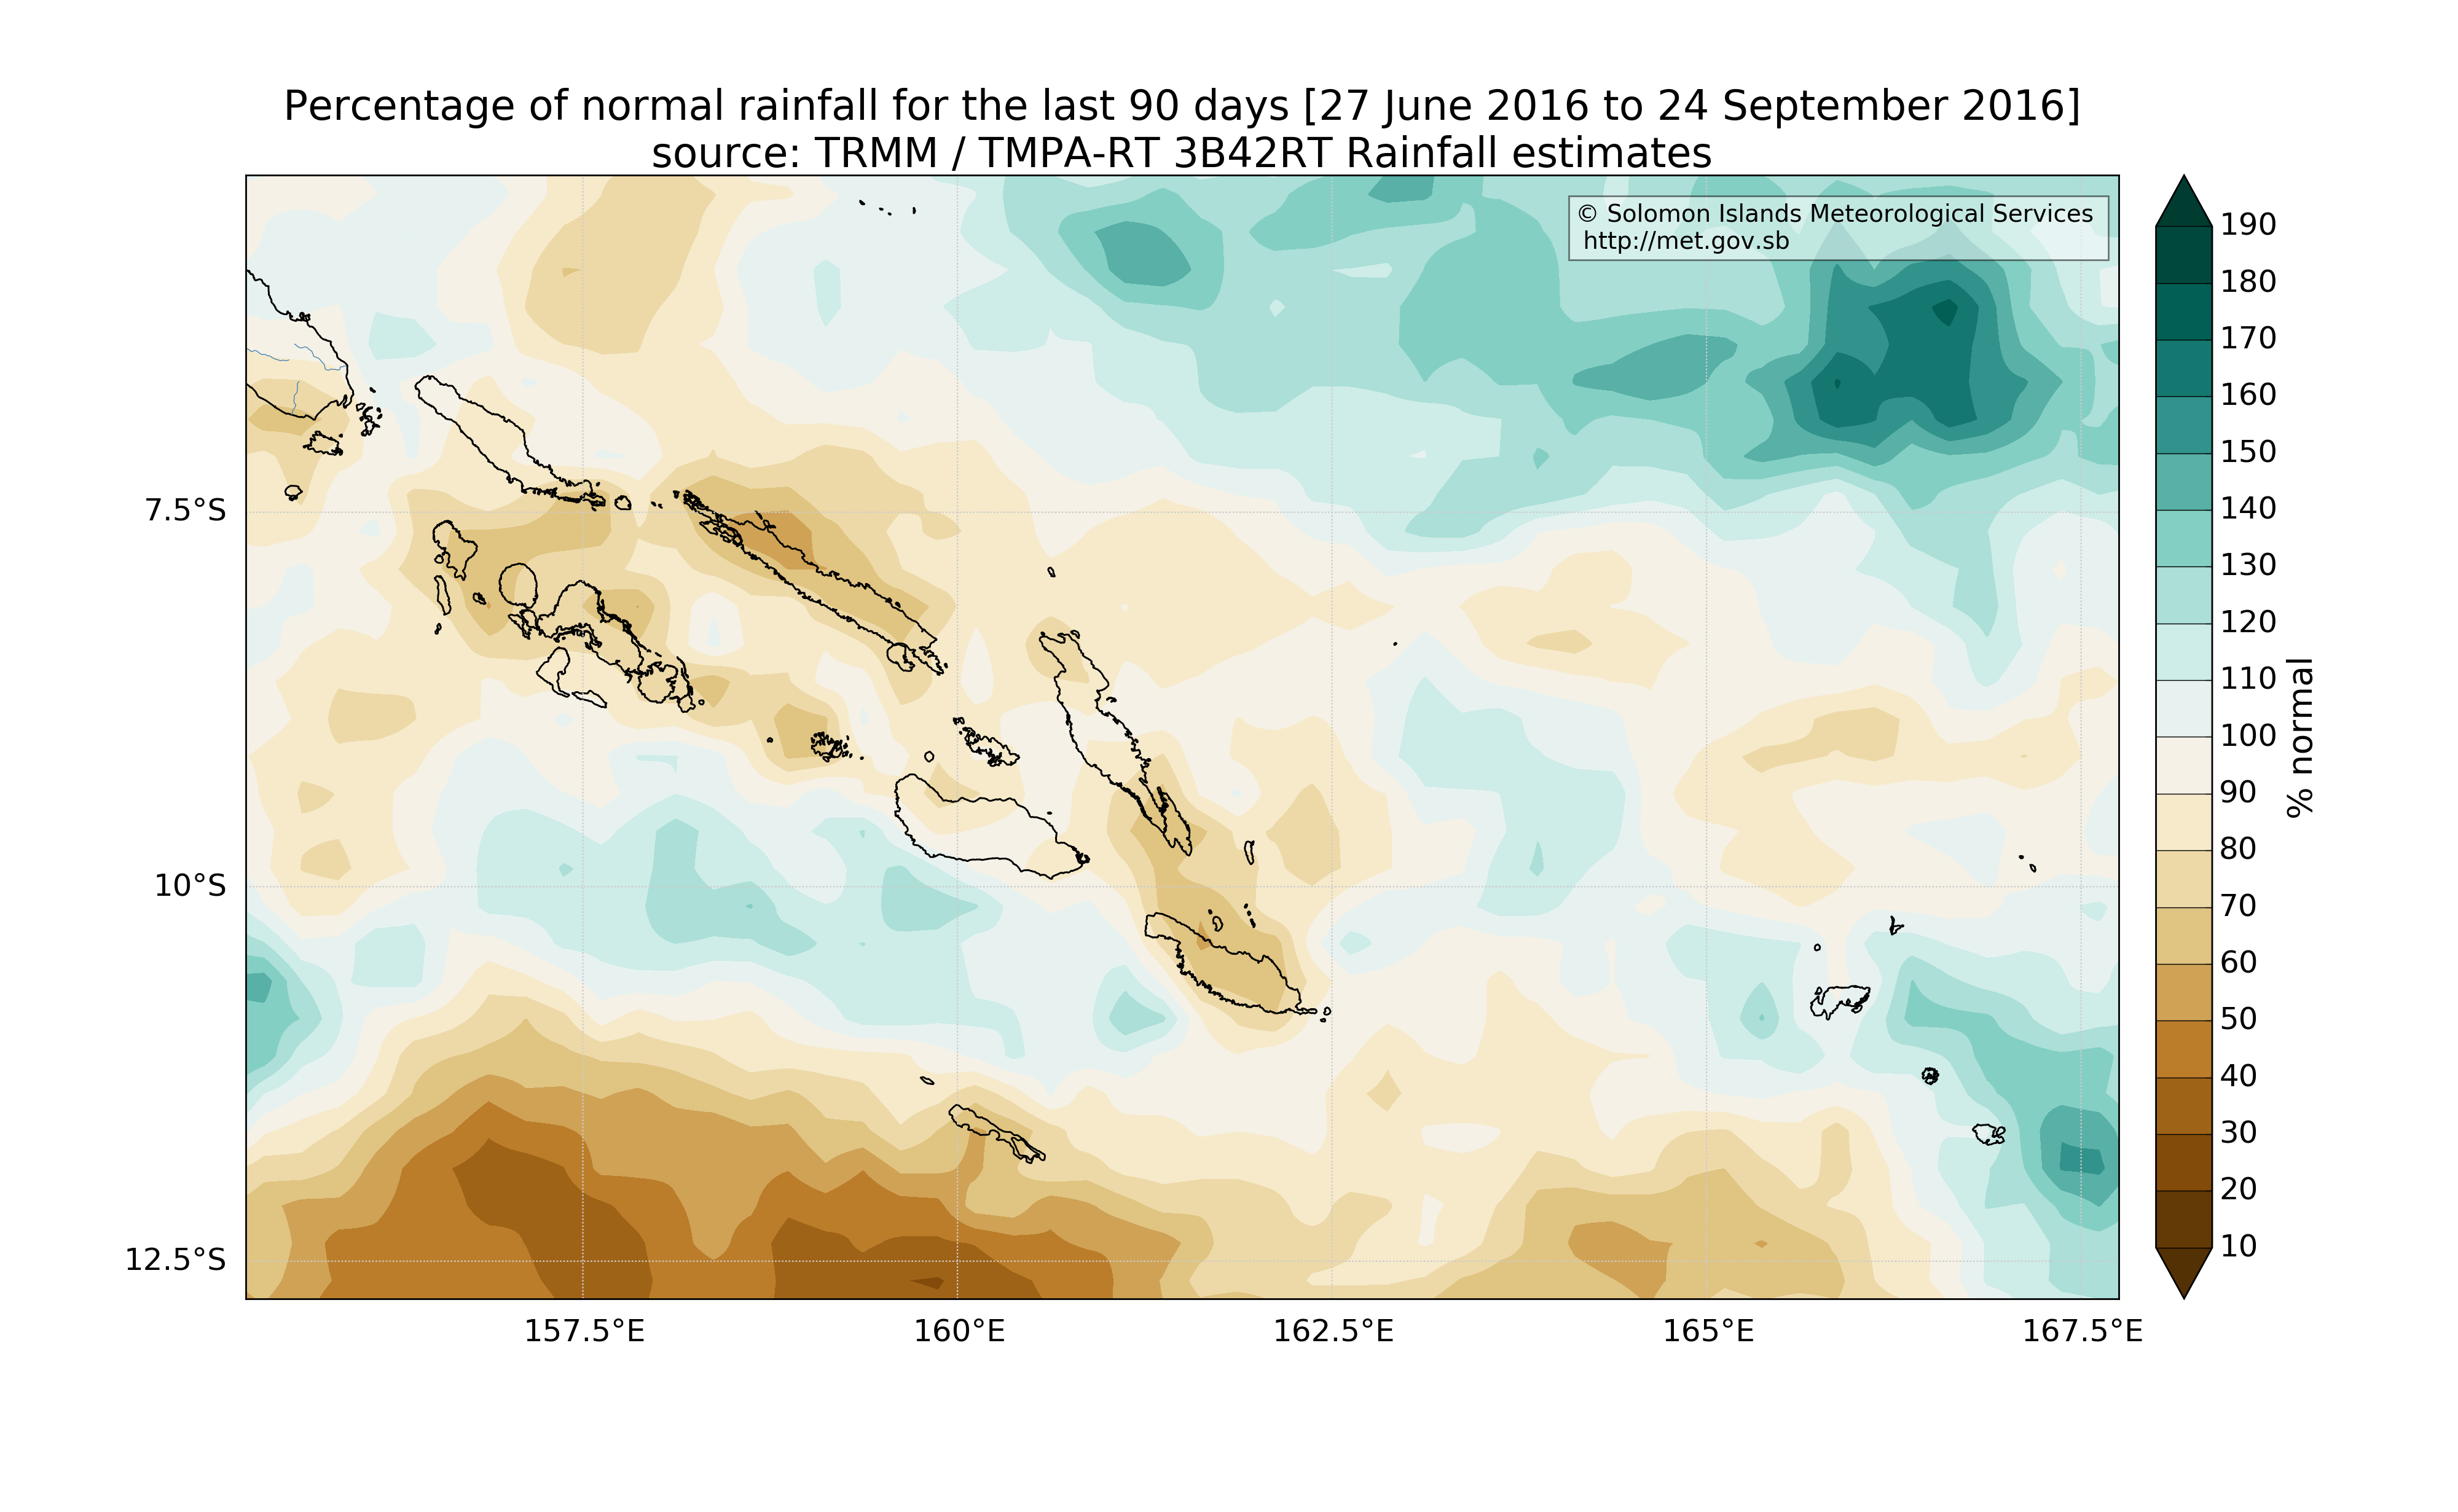 Percentage of normal rainfall for the last 90 days [27 June 2016 to 24 September 2016]
source: TRMM / TMPA-RT 3B42RT Rainfall estimates
© Solomon Islands Meteorological Services
http://met.gov.sb
7.5°S
10°S
12.5°S
157.5°E
160°E
162.5°E
165°E
167.5°E
190
180
170
160
150
140
130
120
110
100
90
80
70
60
50
40
30
20
10
% normal